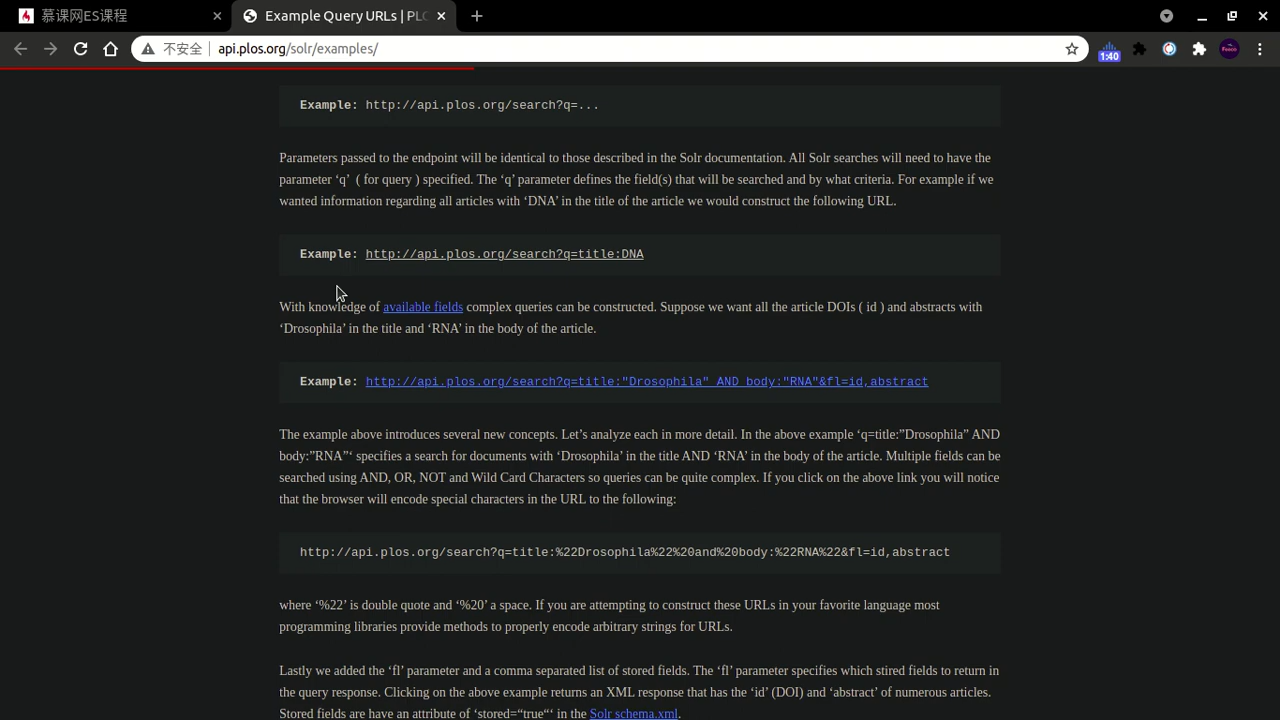 慕课网ES课程
Example Query URLs | PLO
不安全
api.plos.org/solr/examples/
1:40
Fenco
Example: http://api.plos.org/search?q=...
Parameters passed to the endpoint will be identical to those described in the Solr documentation. All Solr searches will need to have the
parameter ‘q’ ( for query ) specified. The ‘q’ parameter defines the field(s) that will be searched and by what criteria. For example if we
wanted information regarding all articles with ‘DNA’ in the title of the article we would construct the following URL.
Example: http://api.plos.org/search?q=title:DNA
With knowledge of available fields complex queries can be constructed. Suppose we want all the article DOIs ( id ) and abstracts with
‘Drosophila’ in the title and ‘RNA’ in the body of the article.
Example: http://api.plos.org/search?q=title:"Drosophila" AND body:"RNA"&fl=id,abstract
The example above introduces several new concepts. Let’s analyze each in more detail. In the above example ‘q=title:”Drosophila” AND
body:”RNA”‘ specifies a search for documents with ‘Drosophila’ in the title AND ‘RNA’ in the body of the article. Multiple fields can be
searched using AND, OR, NOT and Wild Card Characters so queries can be quite complex. If you click on the above link you will notice
that the browser will encode special characters in the URL to the following:
http://api.plos.org/search?q=title:%22Drosophila%22%20and%20body:%22RNA%22&fl=id,abstract
where ‘%22’ is double quote and ‘%20’ a space. If you are attempting to construct these URLs in your favorite language most
programming libraries provide methods to properly encode arbitrary strings for URLs.
Lastly we added the ‘fl’ parameter and a comma separated list of stored fields. The ‘fl’ parameter specifies which stired fields to return in
the query response. Clicking on the above example returns an XML response that has the ‘id’ (DOI) and ‘abstract’ of numerous articles.
Stored fields are have an attribute of ‘stored=“true“‘ in the Solr schema.xml.